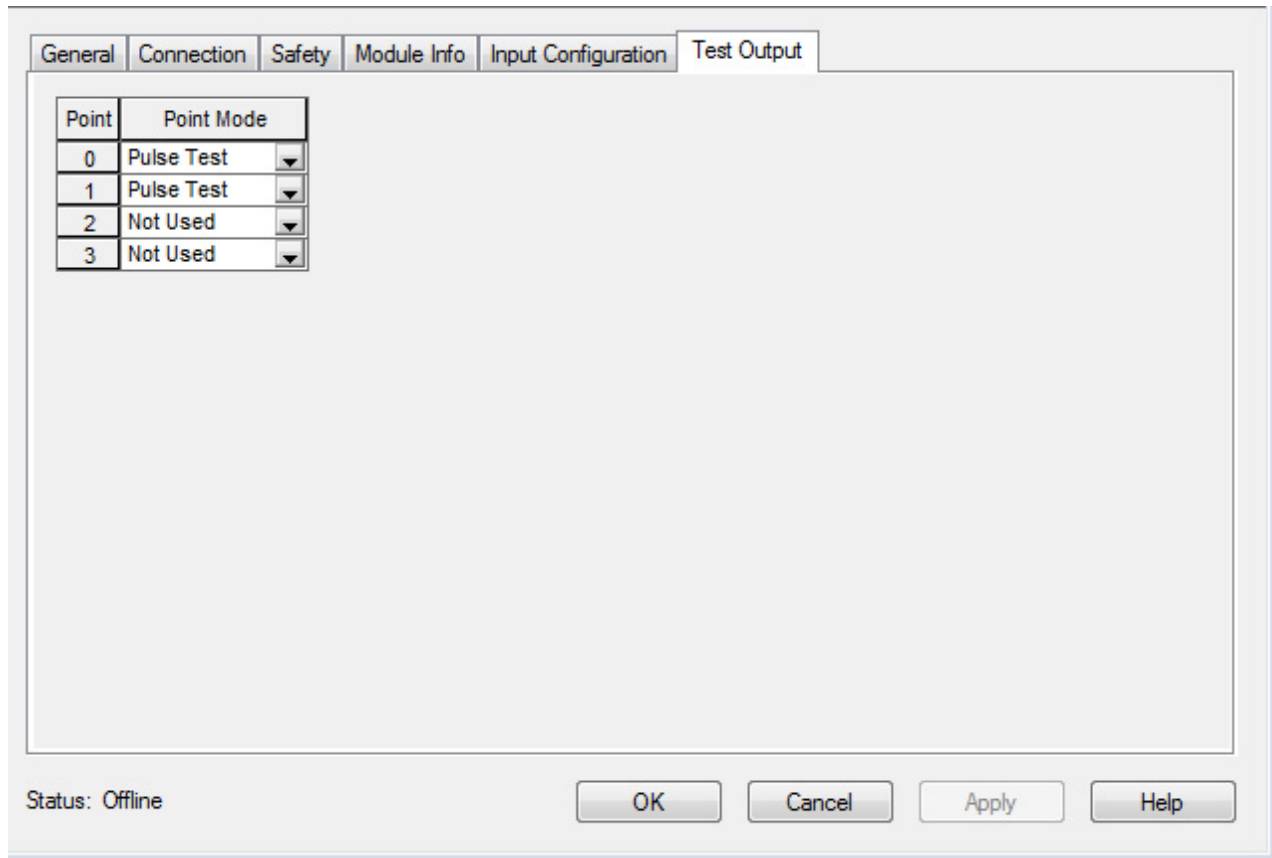 General Connection Safety Module Info Input Configuration Test Output
Point Point Mode
0 Pulse Test
1 Pulse Test
2 Not Used
3 Not Used
Status: Offline OK Cancel Apply Help